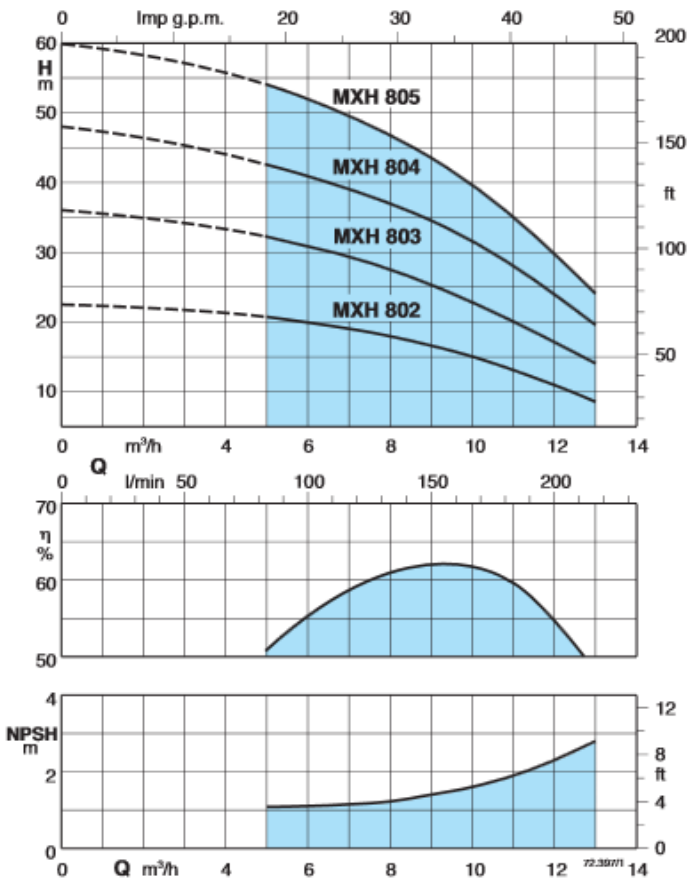 0 Imp g.p.m. 20 30 40 50
60 200
H
m
50
MXH 805
150
MXH 804
40
ft
MXH 803
30 100
MXH 802
20
50
10
0 m³/h 4 6 8 10 12 14
Q
0 l/min 50 100 150 200
70
η
%
60
50
4
12
NPSH
m
8
ft
2
4
0 0
0 Q m³/h 4 6 8 10 12 14
72.397/1